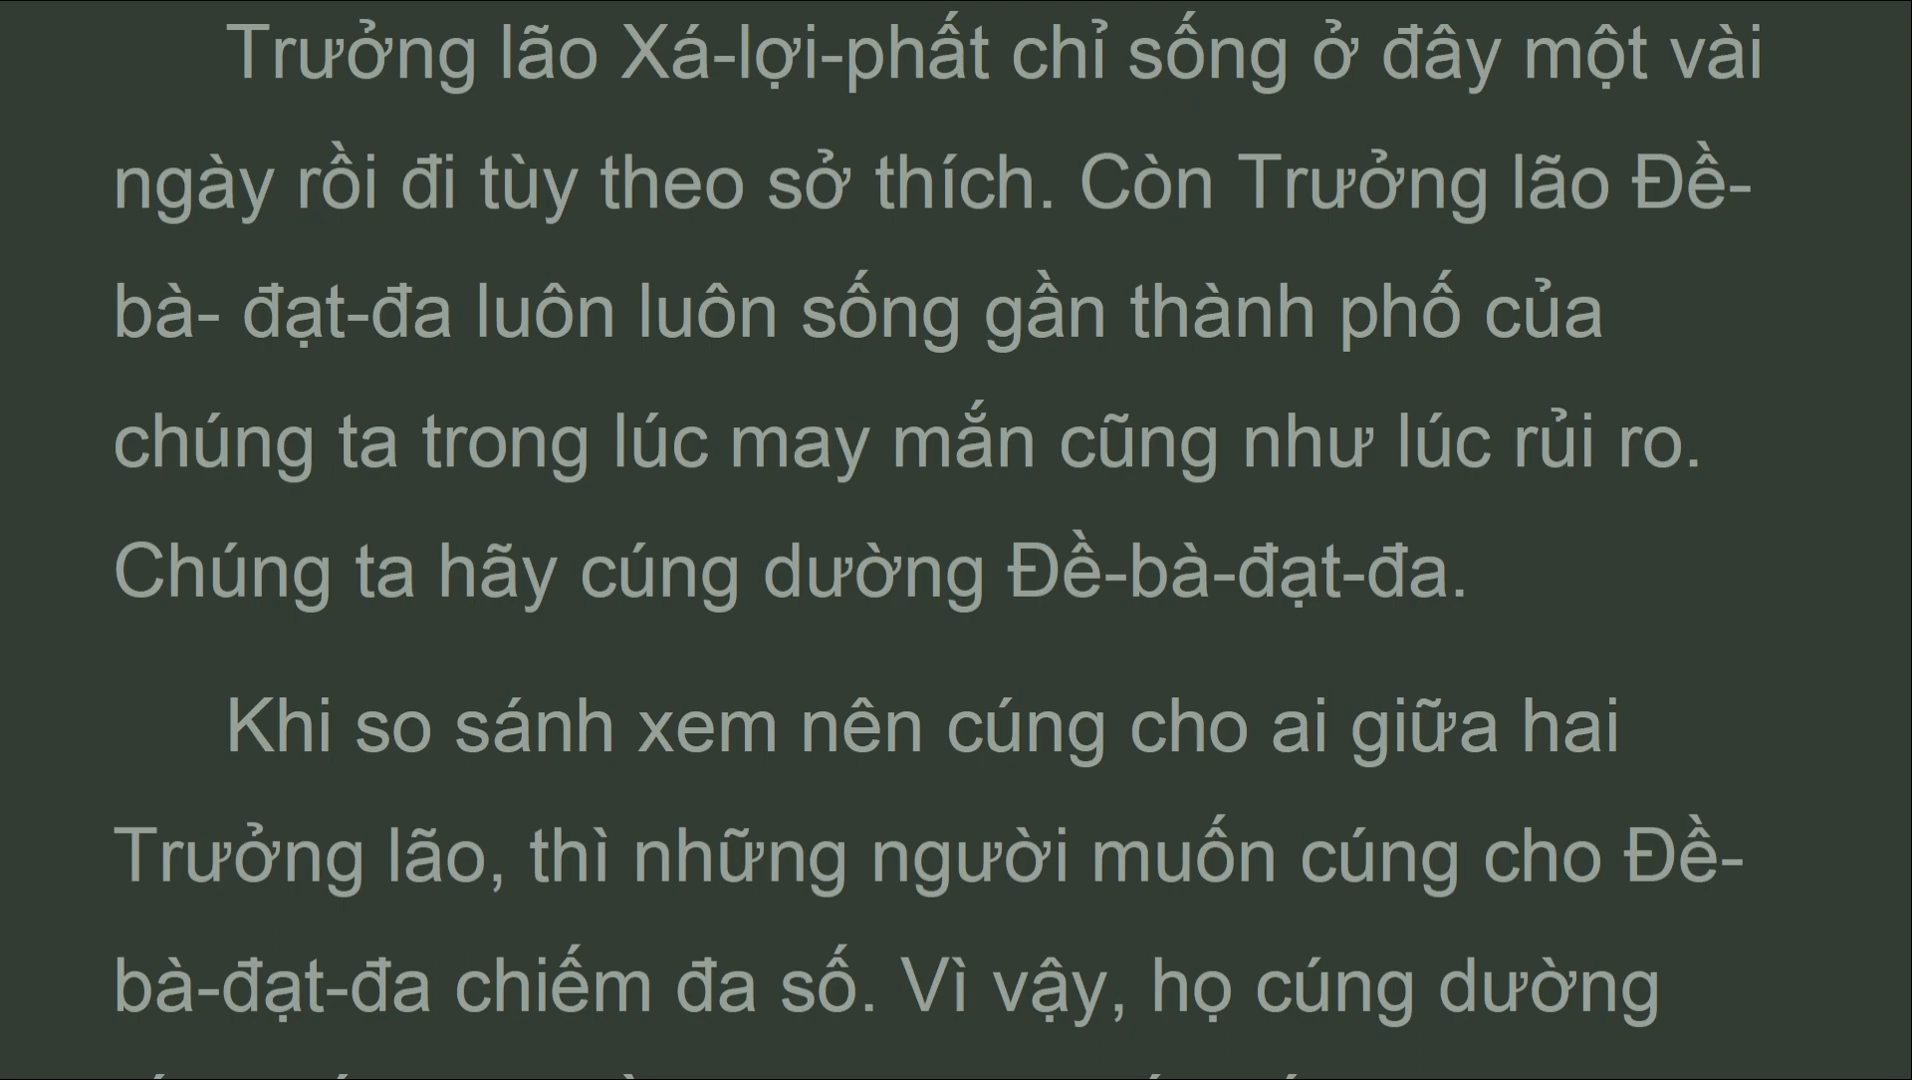 Trưởng lão Xá-lợi-phất chỉ sống ở đây một vài
ngày rồi đi tùy theo sở thích. Còn Trưởng lão Đề-
bà- đạt-đa luôn luôn sống gần thành phố của
chúng ta trong lúc may mắn cũng như lúc rủi ro.
Chúng ta hãy cúng dường Đề-bà-đạt-đa.
Khi so sánh xem nên cúng cho ai giữa hai
Trưởng lão, thì những người muốn cúng cho Đề-
bà-đạt-đa chiếm đa số. Vì vậy, họ cúng dường